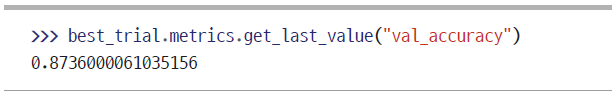 >>> best_trial.metrics.get_last_value("val_accuracy")
0.8736000061035156